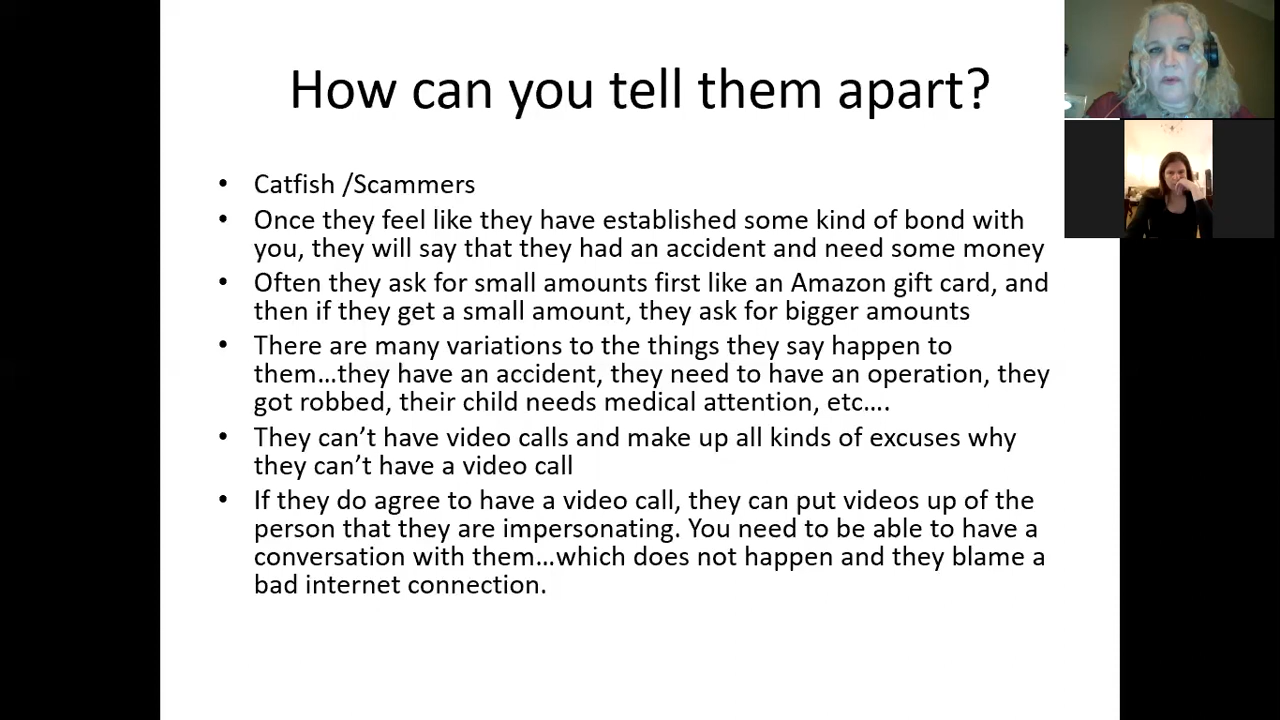 How can you tell them apart?
• Catfish /Scammers
• Once they feel like they have established some kind of bond with
you, they will say that they had an accident and need some money
• Often they ask for small amounts first like an Amazon gift card, and
then if they get a small amount, they ask for bigger amounts
• There are many variations to the things they say happen to
them…they have an accident, they need to have an operation, they
got robbed, their child needs medical attention, etc….
• They can’t have video calls and make up all kinds of excuses why
they can’t have a video call
• If they do agree to have a video call, they can put videos up of the
person that they are impersonating. You need to be able to have a
conversation with them…which does not happen and they blame a
bad internet connection.